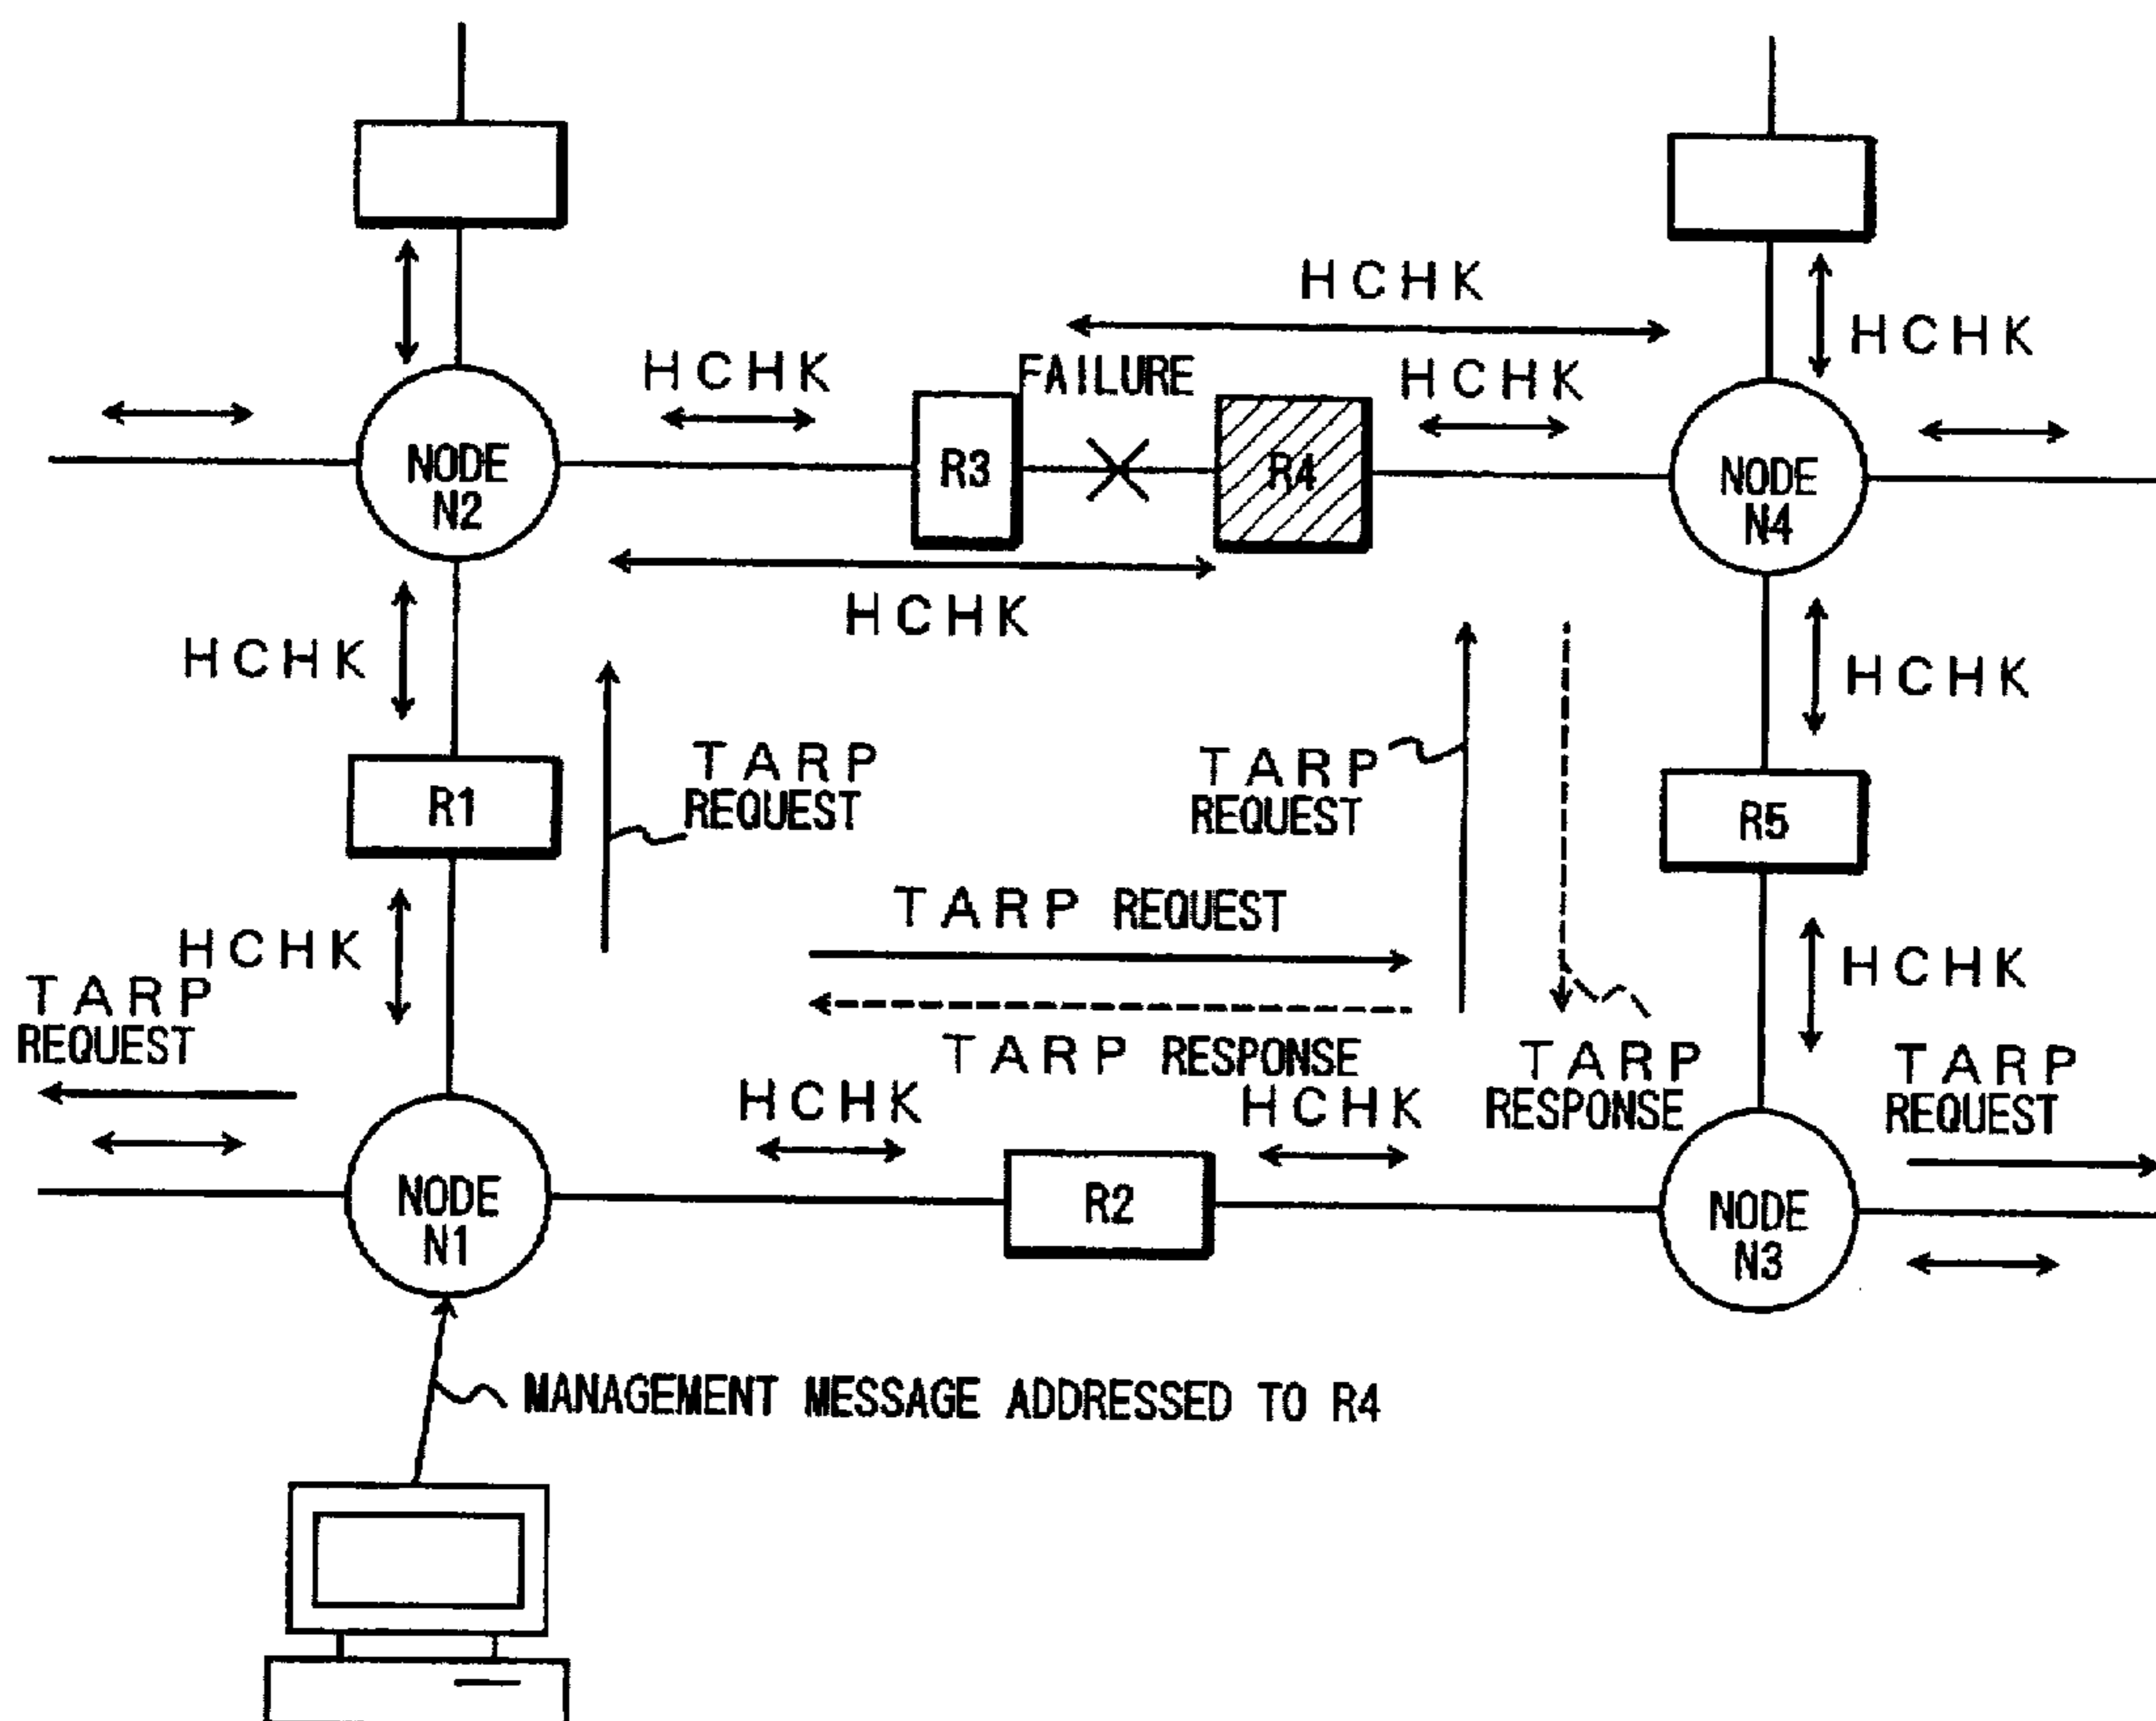 HCHK
HCHK
HCHK
FAILURE
HCHK
NODE
N2
R3
R4
NODE
N4
HCHK
HCHK
HCHK
TARP
REQUEST
TARP
REQUEST
R1
R5
TARP REQUEST
HCHK
HCHK
TARP
REQUEST
TARP RESPONSE
TARP
RESPONSE
TARP
REQUEST
HCHK
HCHK
NODE
N1
R2
NODE
N3
MANAGEMENT MESSAGE ADDRESSED TO R4